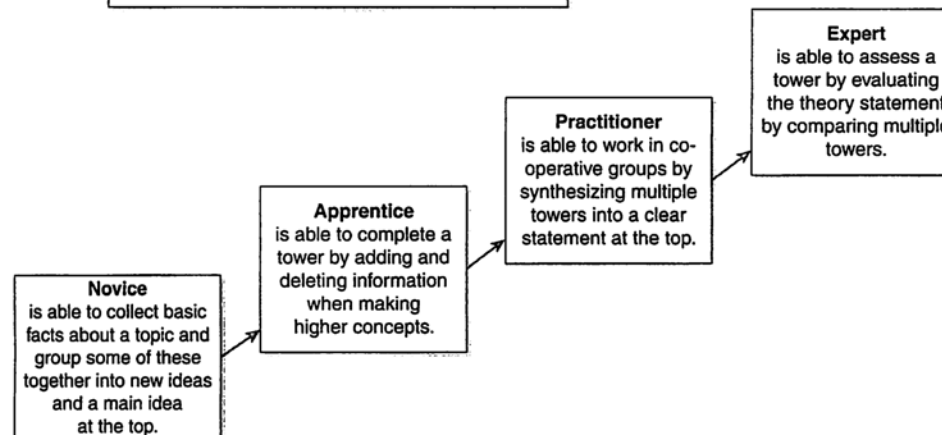 Expert
is able to assess a
tower by evaluating
the theory statement
by comparing multiple
towers.
Practitioner
is able to work in co-
operative groups by
synthesizing multiple
towers into a clear
statement at the top.
Apprentice
is able to complete a
tower by adding and
deleting information
when making
higher concepts.
Novice
is able to collect basic
facts about a topic and
group some of these
together into new ideas
and a main idea
at the top.